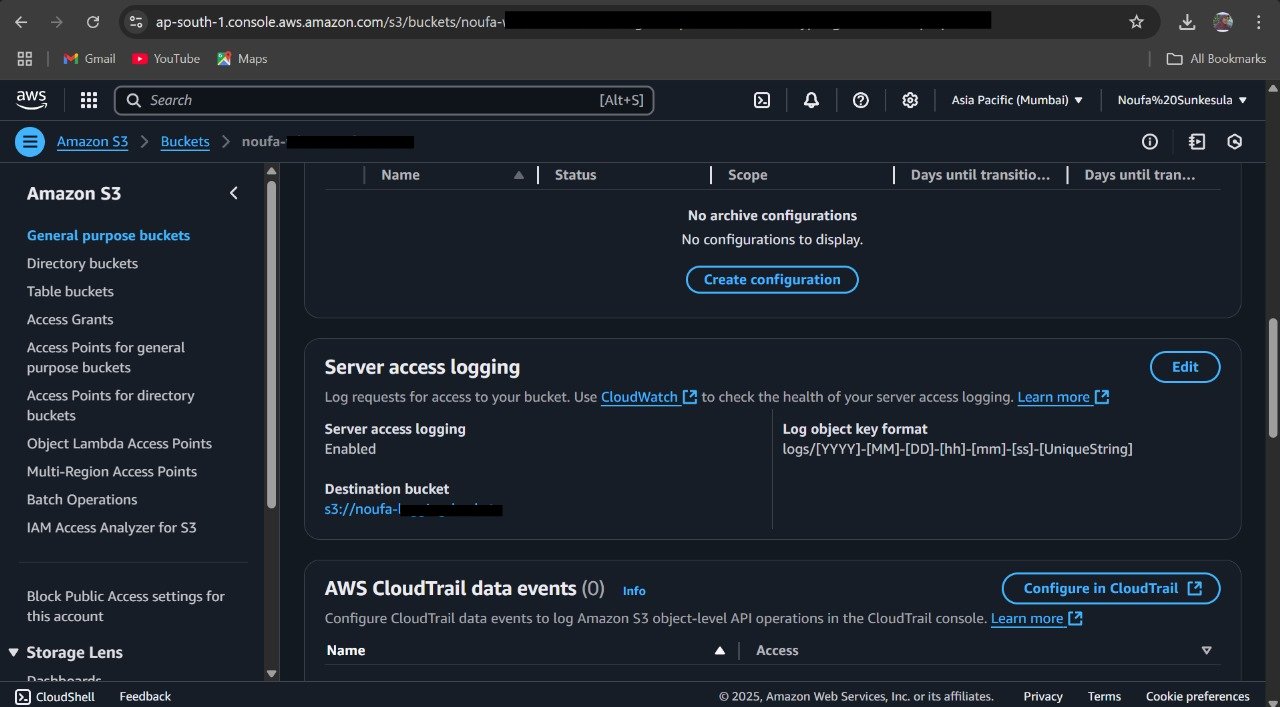 ap-south-1.console.aws.amazon.com/s3/buckets/noufa-
Gmail YouTube Maps All Bookmarks
aws Search [Alt+S] Asia Pacific (Mumbai) Noufa%20Sunkesula
Amazon S3 Buckets noufa-
Amazon S3
General purpose buckets
Directory buckets
Table buckets
Access Grants
Access Points for general
purpose buckets
Access Points for directory
buckets
Object Lambda Access Points
Multi-Region Access Points
Batch Operations
IAM Access Analyzer for S3
Block Public Access settings for
this account
Storage Lens
Dashboards
Name Status Scope Days until transitio... Days until tran...
No archive configurations
No configurations to display.
Create configuration
Server access logging Edit
Log requests for access to your bucket. Use CloudWatch to check the health of your server access logging. Learn more
Server access logging
Enabled
Log object key format
logs/[YYYY]-[MM]-[DD]-[hh]-[mm]-[ss]-[UniqueString]
Destination bucket
s3://noufa-
AWS CloudTrail data events (0) Info Configure in CloudTrail
Configure CloudTrail data events to log Amazon S3 object-level API operations in the CloudTrail console. Learn more
Name Access
CloudShell Feedback © 2025, Amazon Web Services, Inc. or its affiliates. Privacy Terms Cookie preferences